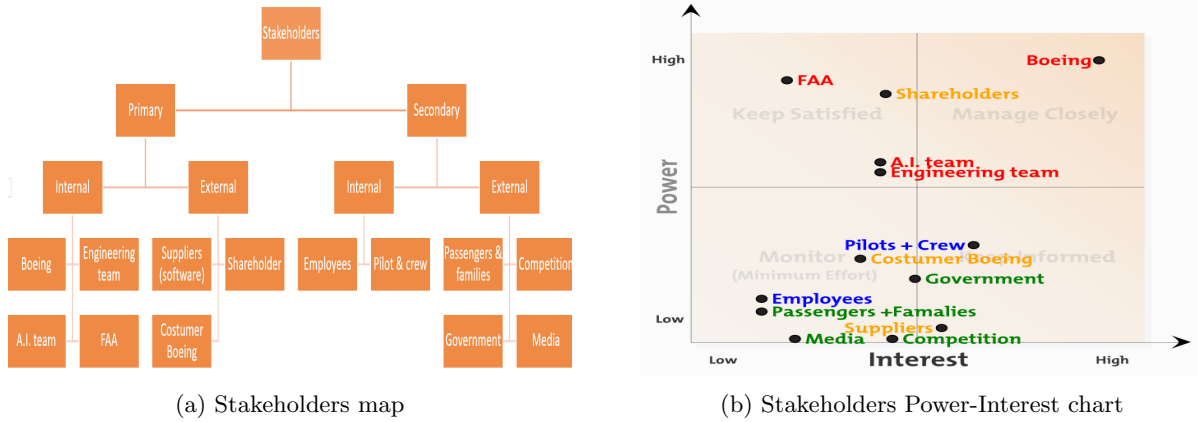 Stakeholders
Primary
Secondary
Internal
External
Internal
External
Boeing
Engineering
team
Suppliers
(software)
Shareholder
Employees
Pilot & crew
Passengers &
families
Competition
A.I. team
FAA
Costumer
Boeing
Government
Media
(a) Stakeholders map
High
Boeing
FAA
Shareholders
Keep Satisfied
Manage Closely
A.I. team
Engineering team
Power
Pilots + Crew
Monitor
Costumer Boeing
Keep Informed
(Minimum Effort)
Government
Employees
Passengers +Famalies
Low
Suppliers
Media
Competition
Low
Interest
High
(b) Stakeholders Power-Interest chart